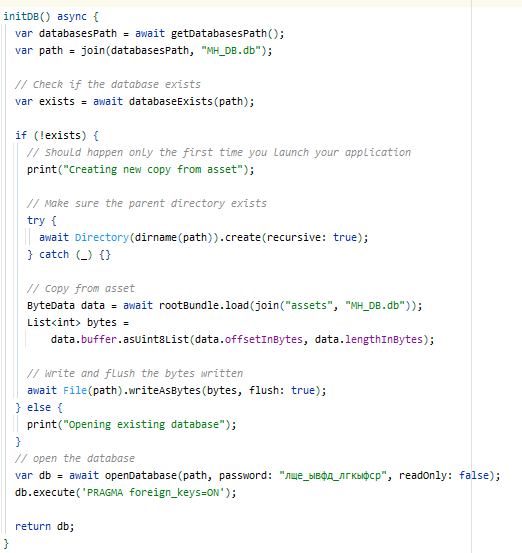 initDB() async {
var databasesPath = await getDatabasesPath();
var path = join(databasesPath, "MH_DB.db");
// Check if the database exists
var exists = await databaseExists(path);
if (!exists) {
// Should happen only the first time you launch your application
print("Creating new copy from asset");
// Make sure the parent directory exists
try {
await Directory(dirname(path)).create(recursive: true);
} catch (_) {}
// Copy from asset
ByteData data = await rootBundle.load(join("assets", "MH_DB.db"));
List<int> bytes =
data.buffer.asUint8List(data.offsetInBytes, data.lengthInBytes);
// Write and flush the bytes written
await File(path).writeAsBytes(bytes, flush: true);
} else {
print("Opening existing database");
}
// open the database
var db = await openDatabase(path, password: "лще_ывфд_лгкыфср", readOnly: false);
db.execute('PRAGMA foreign_keys=ON');
return db;
}